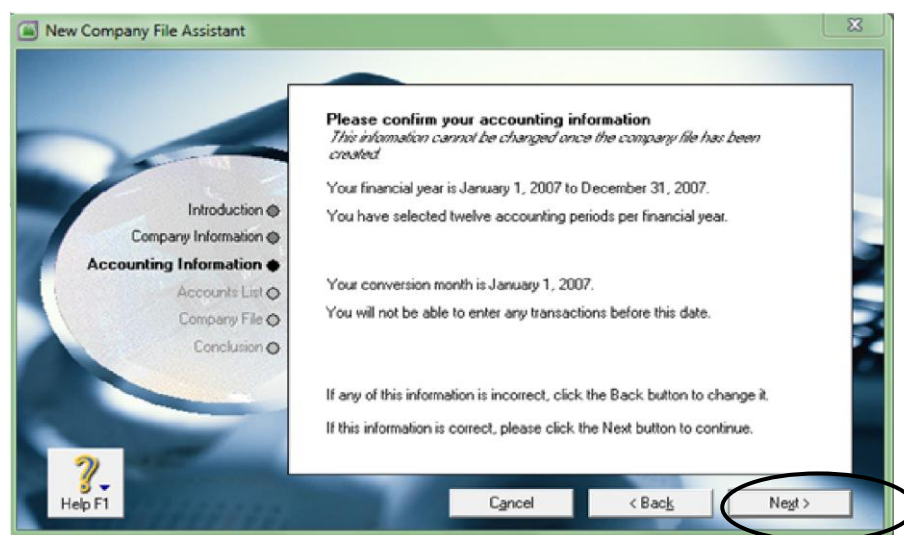 New Company File Assistant
Please confirm your accounting information
This information cannot be changed once the company file has been
created.
Your financial year is January 1, 2007 to December 31, 2007.
You have selected twelve accounting periods per financial year.
Your conversion month is January 1, 2007.
You will not be able to enter any transactions before this date.
If any of this information is incorrect, click the Back button to change it.
If this information is correct, please click the Next button to continue.
Introduction
Company Information
Accounting Information
Accounts List
Company File
Conclusion
Help F1
Cancel
< Back
Next >